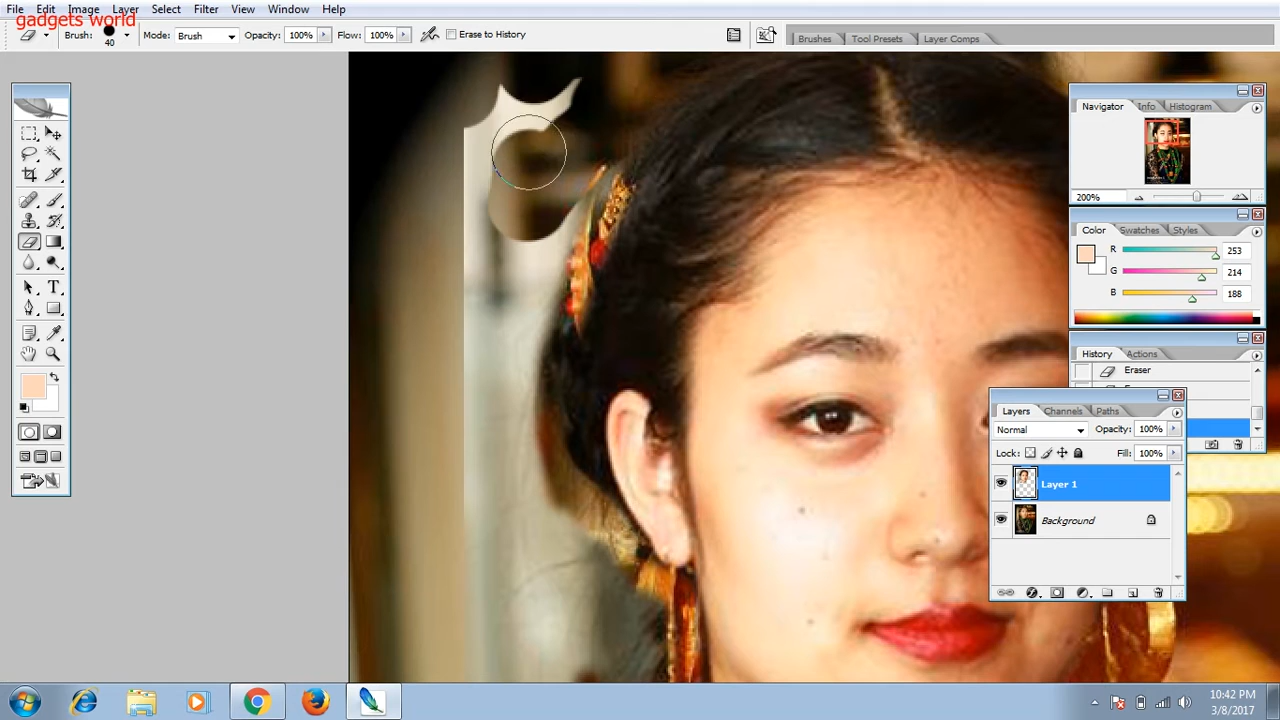 File Edit Image Layer Select Filter View Window Help
gadgets world
Brush: 40 Mode: Brush Opacity: 100% Flow: 100% Erase to History
Brushes Tool Presets Layer Comps
Navigator Info Histogram
200%
Color Swatches Styles
R 253
G 214
B 188
History Actions
Eraser
Layers Channels Paths
Normal Opacity: 100%
Lock: Fill: 100%
Layer 1
Background
10:42 PM
3/8/2017